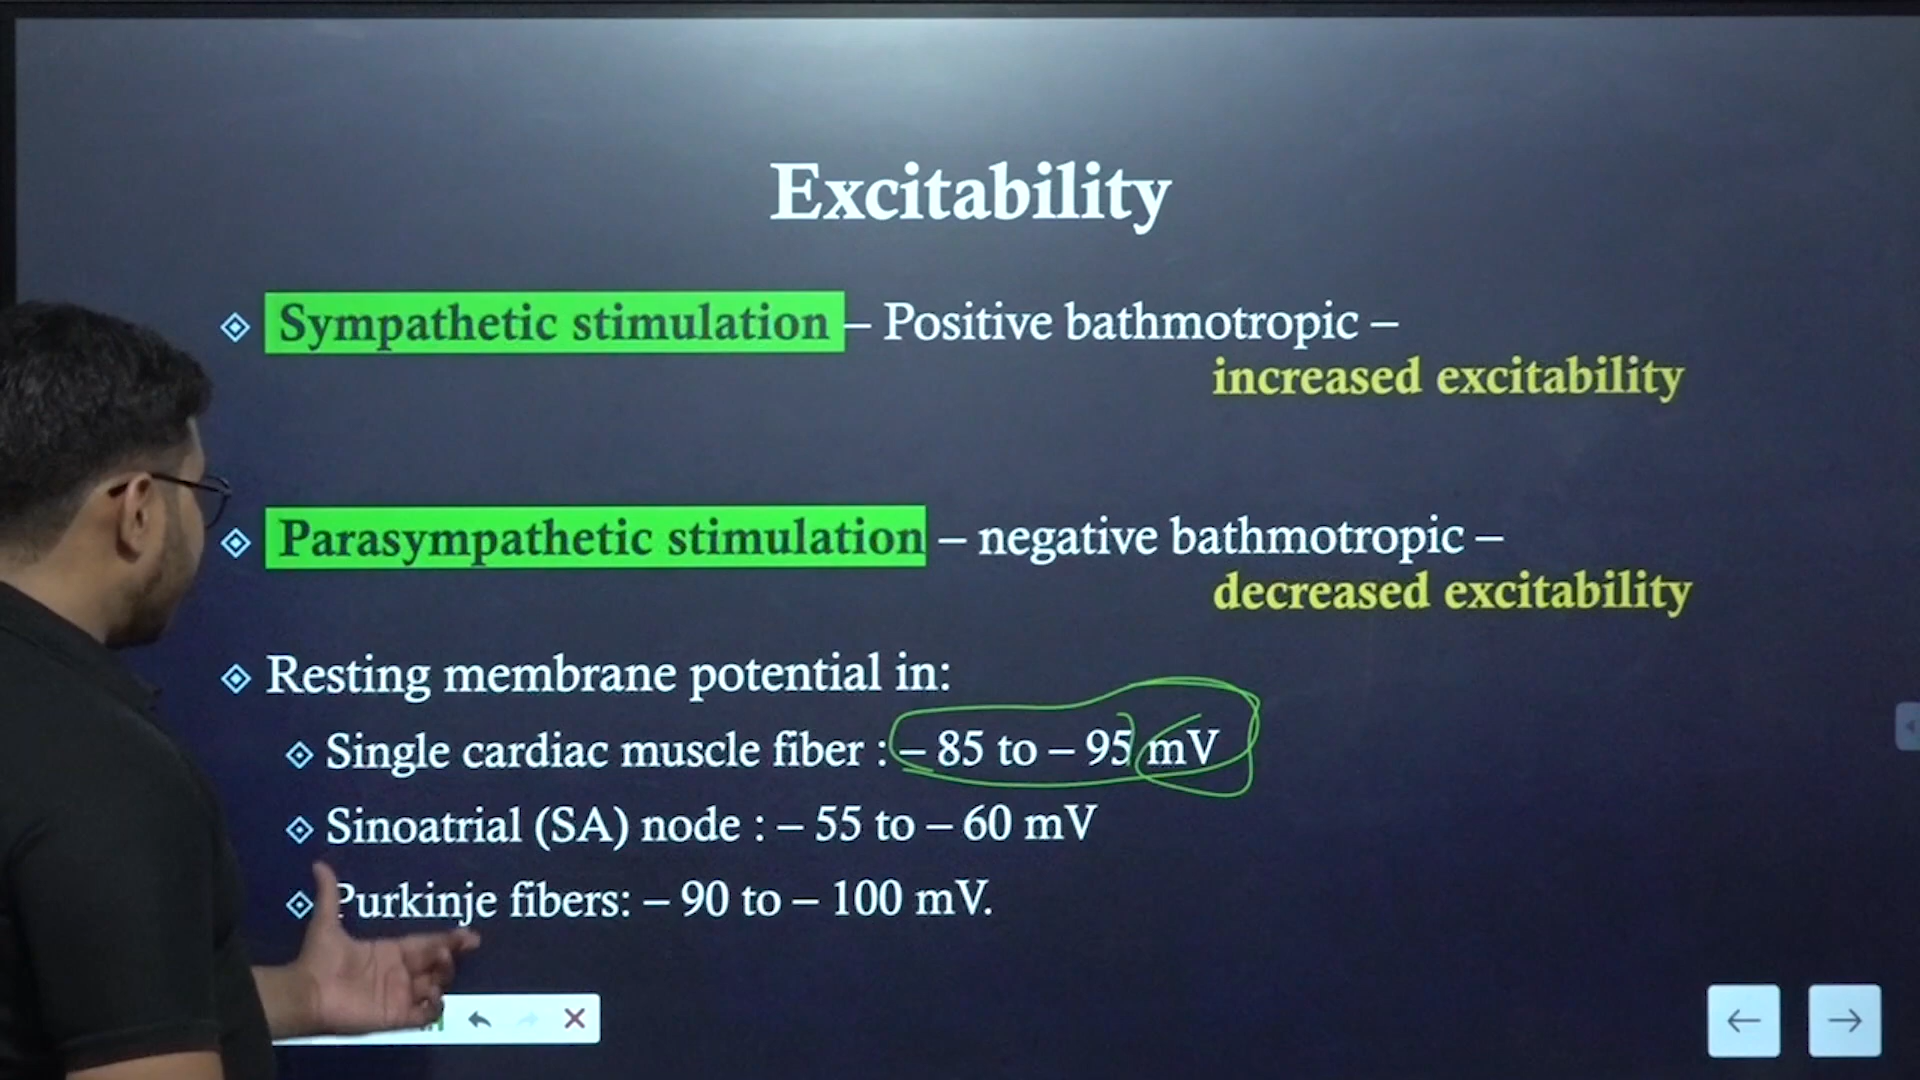 Excitability
Sympathetic stimulation – Positive bathmotropic –
increased excitability
Parasympathetic stimulation – negative bathmotropic –
decreased excitability
Resting membrane potential in:
Single cardiac muscle fiber : – 85 to – 95 mV
Sinoatrial (SA) node : – 55 to – 60 mV
Purkinje fibers: – 90 to – 100 mV.